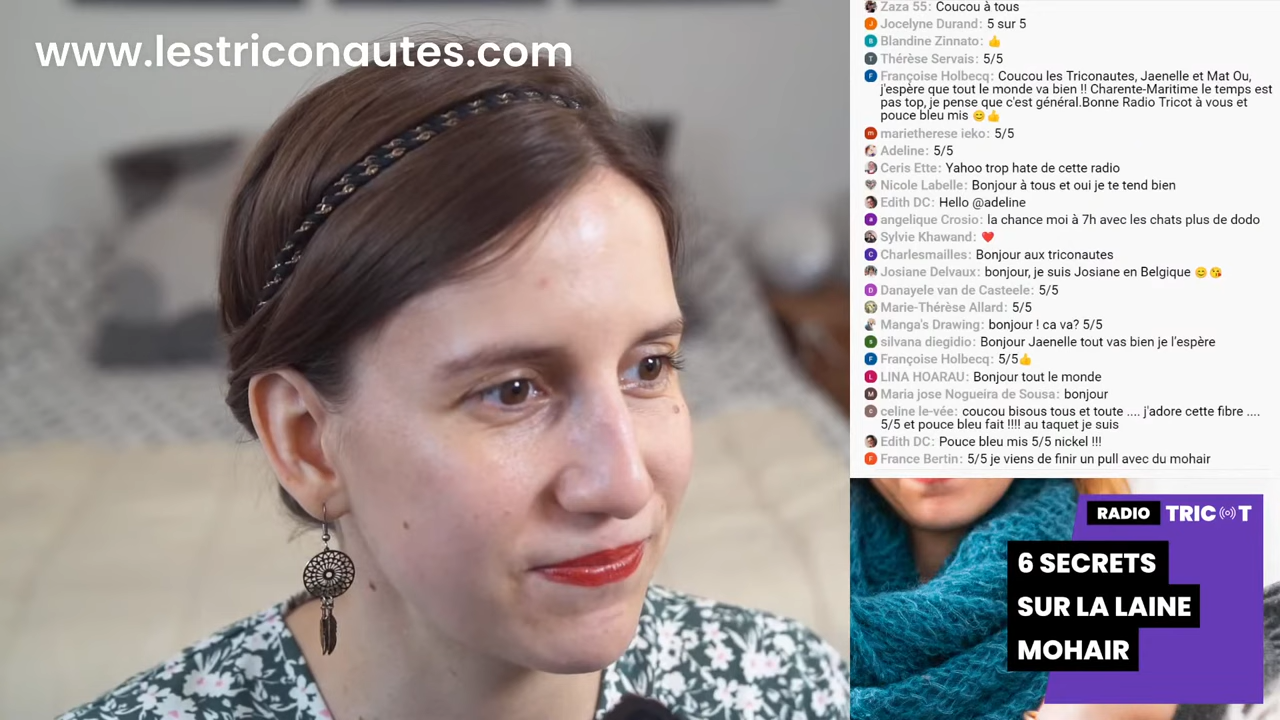 www.lestriconautes.com
Zaza 55: Coucou à tous
Jocelyne Durand: 5 sur 5
Blandine Zinnato: 👍
Thérèse Servais: 5/5
Françoise Holbecq: Coucou les Triconautes, Jaenelle et Mat Ou,
j'espère que tout le monde va bien !! Charente-Maritime le temps est
pas top, je pense que c'est général.Bonne Radio Tricot à vous et
pouce bleu mis 😊👍
marietherese ieko: 5/5
Adeline: 5/5
Ceris Ette: Yahoo trop hate de cette radio
Nicole Labelle: Bonjour à tous et oui je te tend bien
Edith DC: Hello @adeline
angelique Crosio: la chance moi à 7h avec les chats plus de dodo
Sylvie Khawand: ❤️
Charlesmailles: Bonjour aux triconautes
Josiane Delvaux: bonjour, je suis Josiane en Belgique 😊😘
Danayele van de Casteele: 5/5
Marie-Thérèse Allard: 5/5
Manga's Drawing: bonjour ! ca va? 5/5
silvana diegidio: Bonjour Jaenelle tout vas bien je l'espère
Françoise Holbecq: 5/5👍
LINA HOARAU: Bonjour tout le monde
Maria jose Nogueira de Sousa: bonjour
celine le-vée: coucou bisous tous et toute .... j'adore cette fibre ....
5/5 et pouce bleu fait !!!! au taquet je suis
Edith DC: Pouce bleu mis 5/5 nickel !!!
France Bertin: 5/5 je viens de finir un pull avec du mohair
RADIO TRICOT
6 SECRETS
SUR LA LAINE
MOHAIR